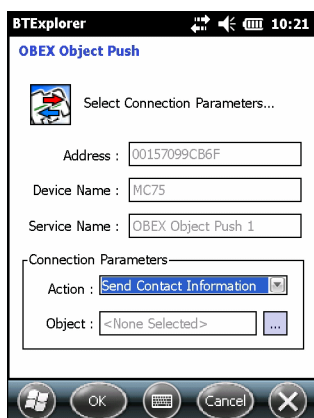 BTExplorer 10:21
OBEX Object Push
Select Connection Parameters...
Address : 00157099CB6F
Device Name : MC75
Service Name : OBEX Object Push 1
Connection Parameters
Action : Send Contact Information
Object : <None Selected> ...
OK Cancel